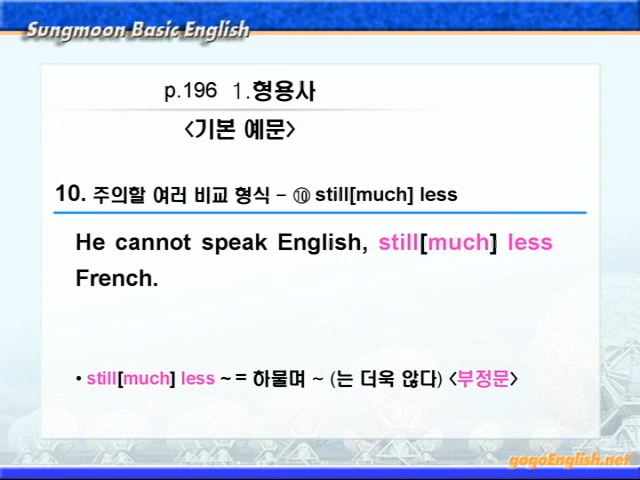 Sungmoon Basic English
p.196 1.형용사
<기본 예문>
10. 주의할 여러 비교 형식 – ⑩ still[much] less
He cannot speak English, still[much] less
French.
• still[much] less ~ = 하물며 ~ (는 더욱 않다) <부정문>
gogoEnglish.net